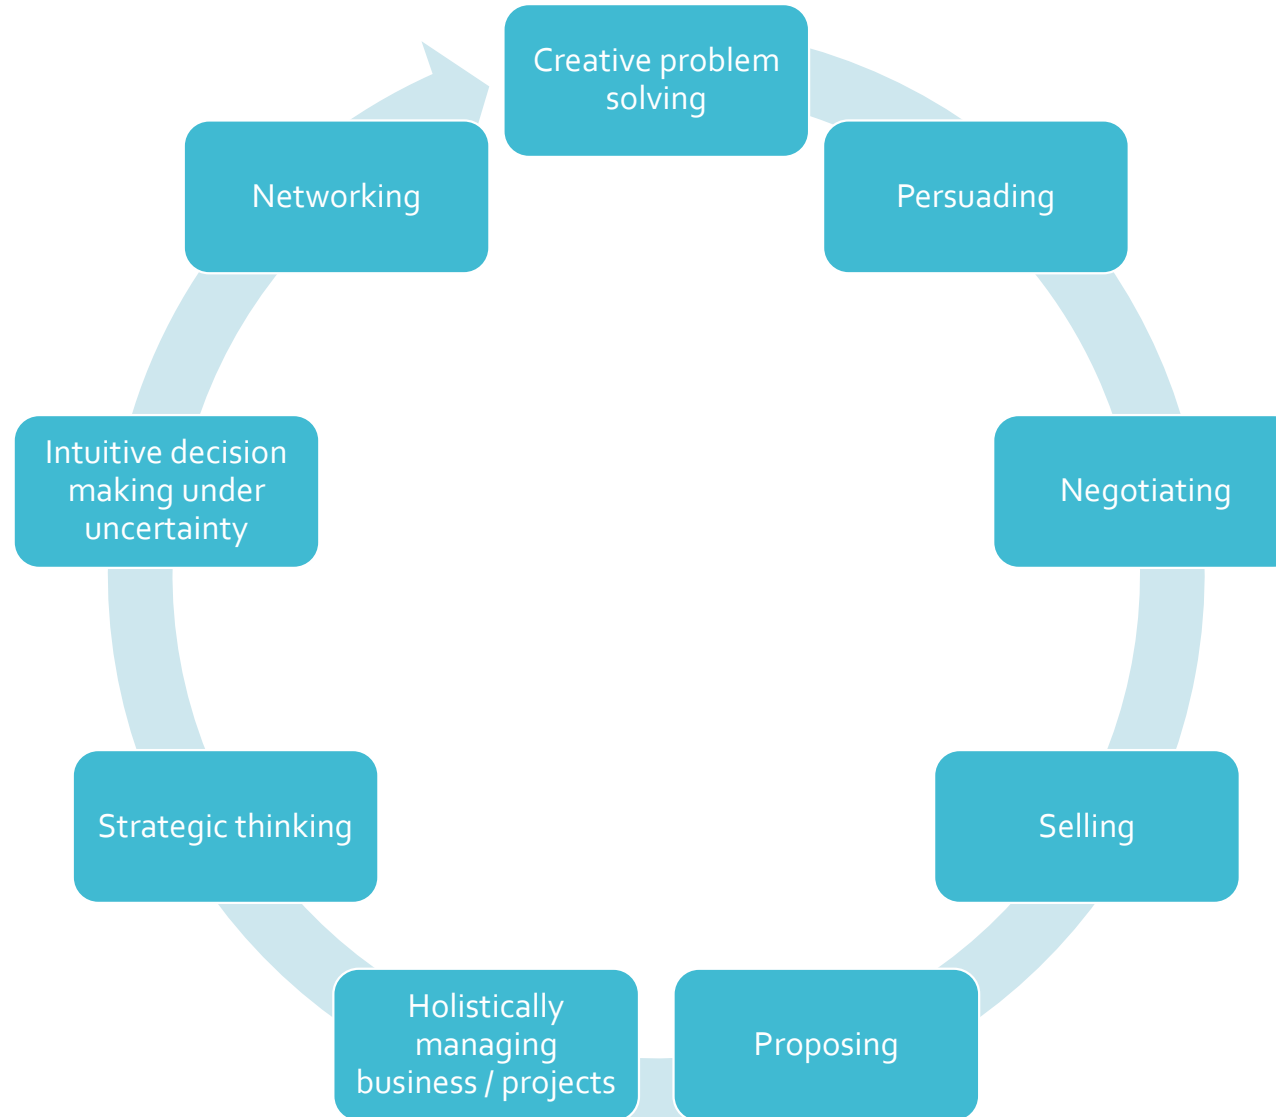 Creative problem
solving
Persuading
Negotiating
Selling
Proposing
Holistically
managing
business / projects
Strategic thinking
Intuitive decision
making under
uncertainty
Networking